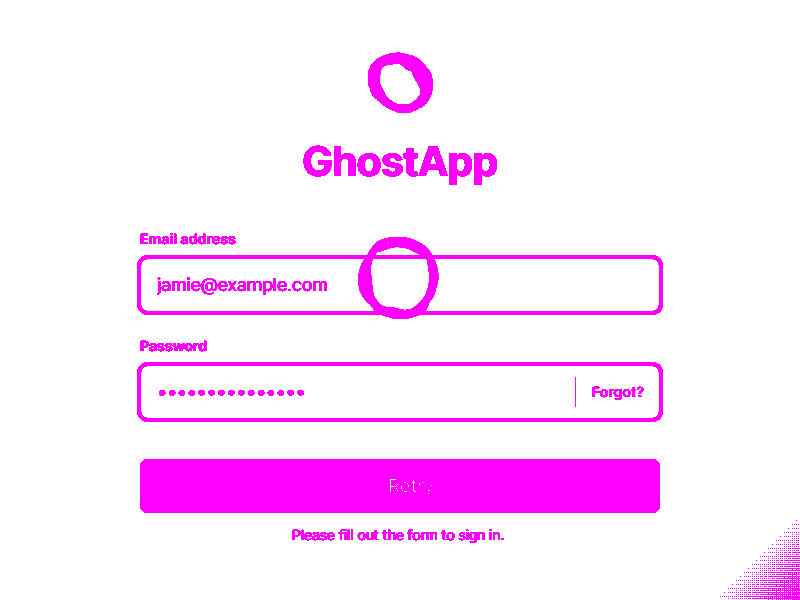 GhostApp
Email address
jamie@example.com
Password
Forgot?
Retry
Please fill out the form to sign in.